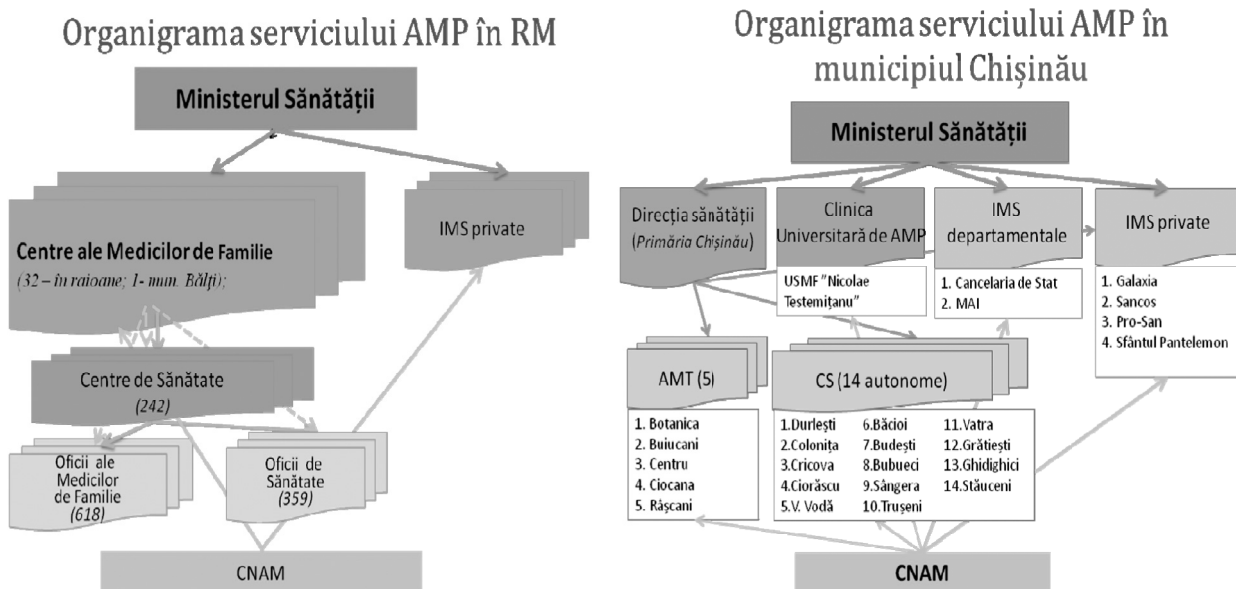 Organigrama serviciului AMP în RM
Ministerul Sănătății
Centre ale Medicilor de Familie
(32 – în raioane; 1- mun. Bălți);
IMS private
Centre de Sănătate
(242)
Oficii ale
Medicilor
de Familie
(618)
Oficii de
Sănătate
(359)
CNAM
Organigrama serviciului AMP în
municipiul Chișinău
Ministerul Sănătății
Direcția sănătății
(Primăria Chișinău)
Clinica
Universitară de AMP
IMS
departamentale
IMS private
USMF "Nicolae
Testemițanu"
1. Cancelaria de Stat
2. MAI
1. Galaxia
2. Sancos
3. Pro-San
4. Sfântul Pantelemon
AMT (5)
1. Botanica
2. Buiucani
3. Centru
4. Ciocana
5. Râșcani
CS (14 autonome)
1.Durlești
2.Colonița
3.Cricova
4.Ciorăscu
5.V. Vodă
6.Băcioi
7.Budești
8.Bubueci
9.Sângera
10.Trușeni
11.Vatra
12.Grătiești
13.Ghidighici
14.Stăuceni
CNAM